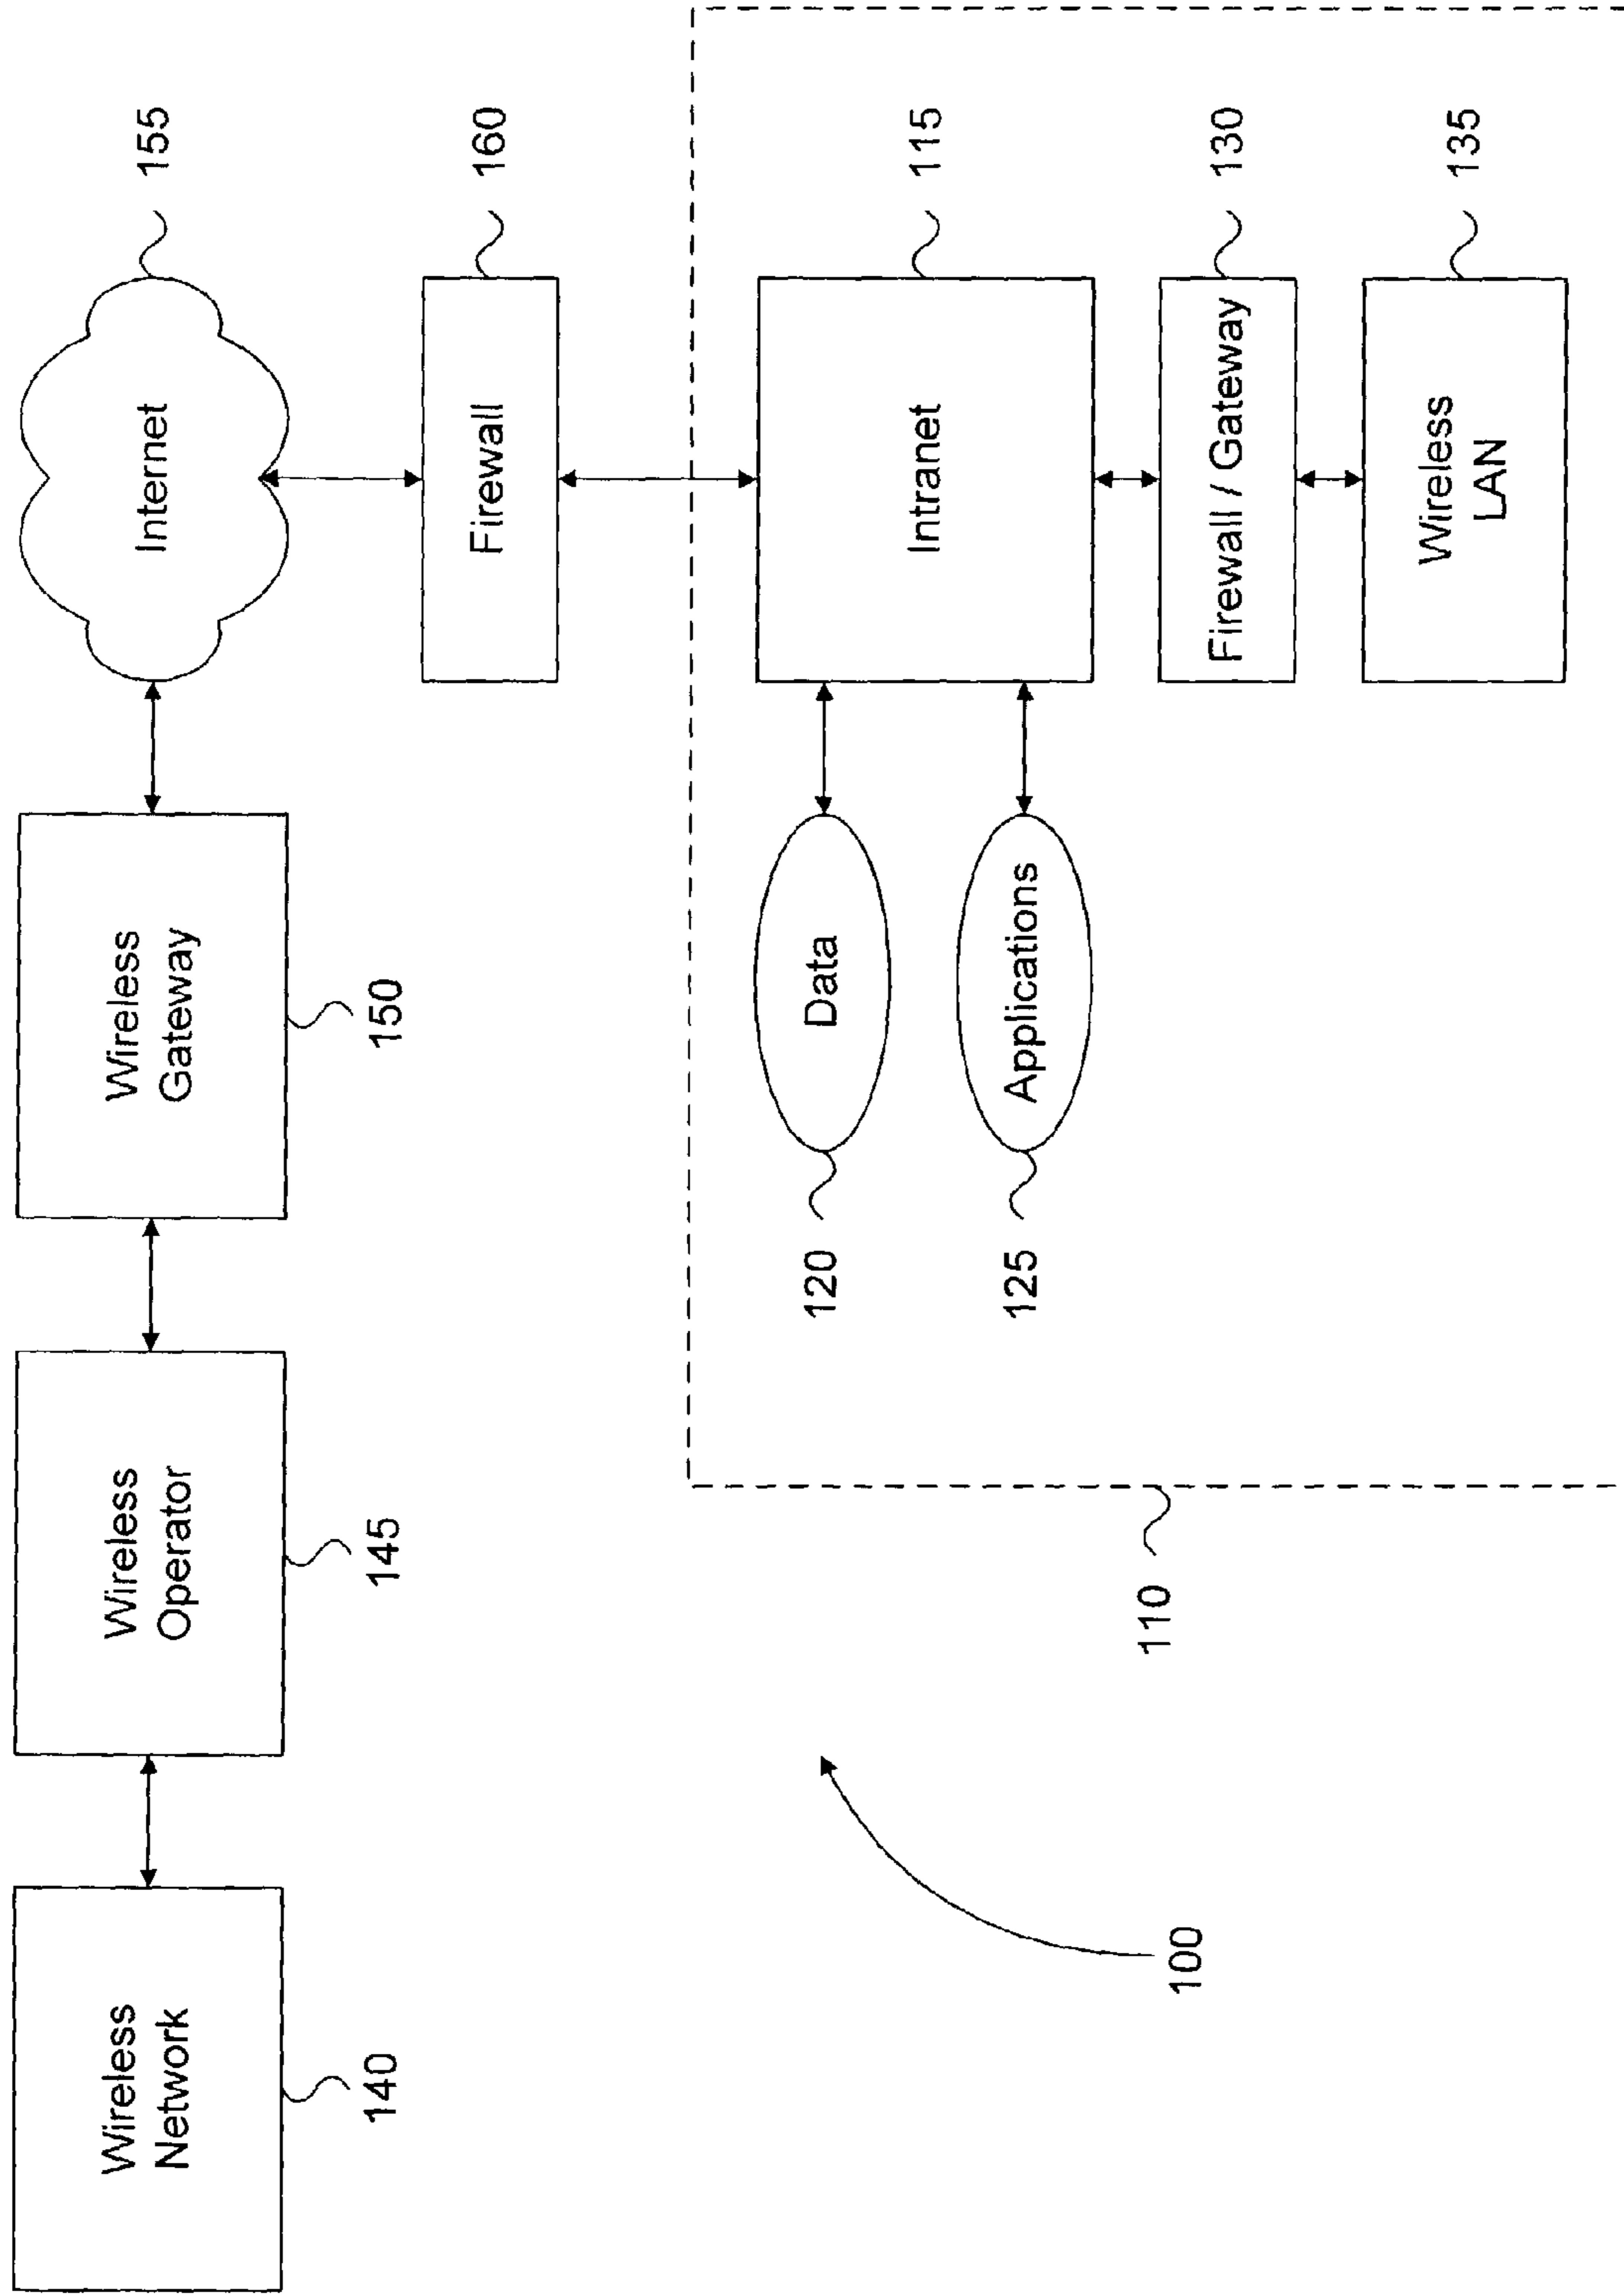 Wireless
Network
140
Wireless
Operator
145
Wireless
Gateway
150
Internet
155
Firewall
160
100
110
Data
120
Applications
125
Intranet
115
Firewall / Gateway
130
Wireless
LAN
135